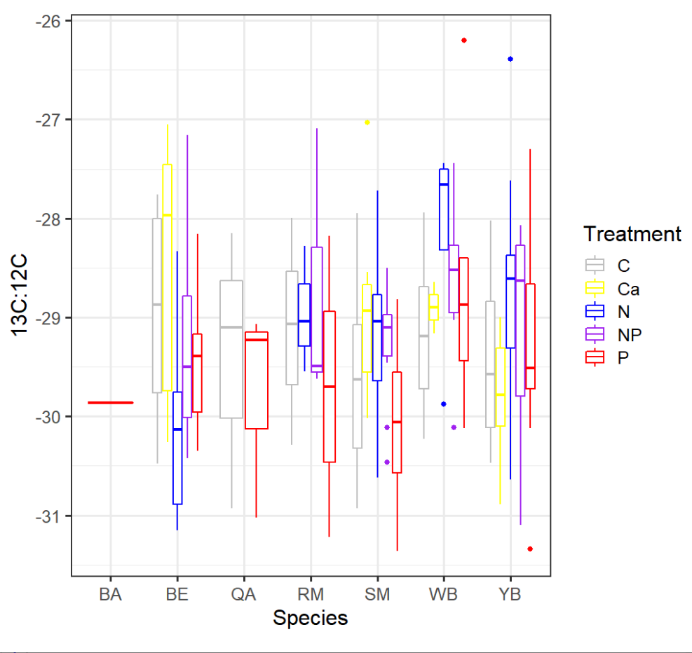 -26
-27
-28
-29
-30
-31
13C:12C
BA BE QA RM SM WB YB
Species
Treatment
C
Ca
N
NP
P